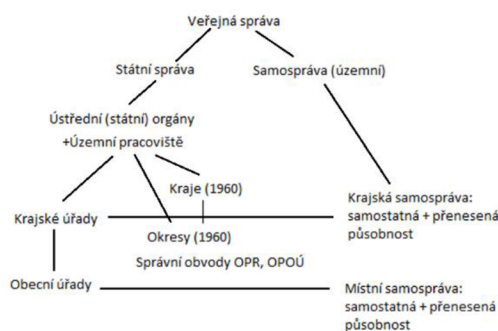 Veřejná správa
Státní správa
Samospráva (územní)
Ústřední (státní) orgány
+Územní pracoviště
Kraje (1960)
Krajské úřady
Krajská samospráva:
samostatná + přenesená
působnost
Okresy (1960)
Správní obvody OPR, OPOÚ
Obecní úřady
Místní samospráva:
samostatná + přenesená
působnost